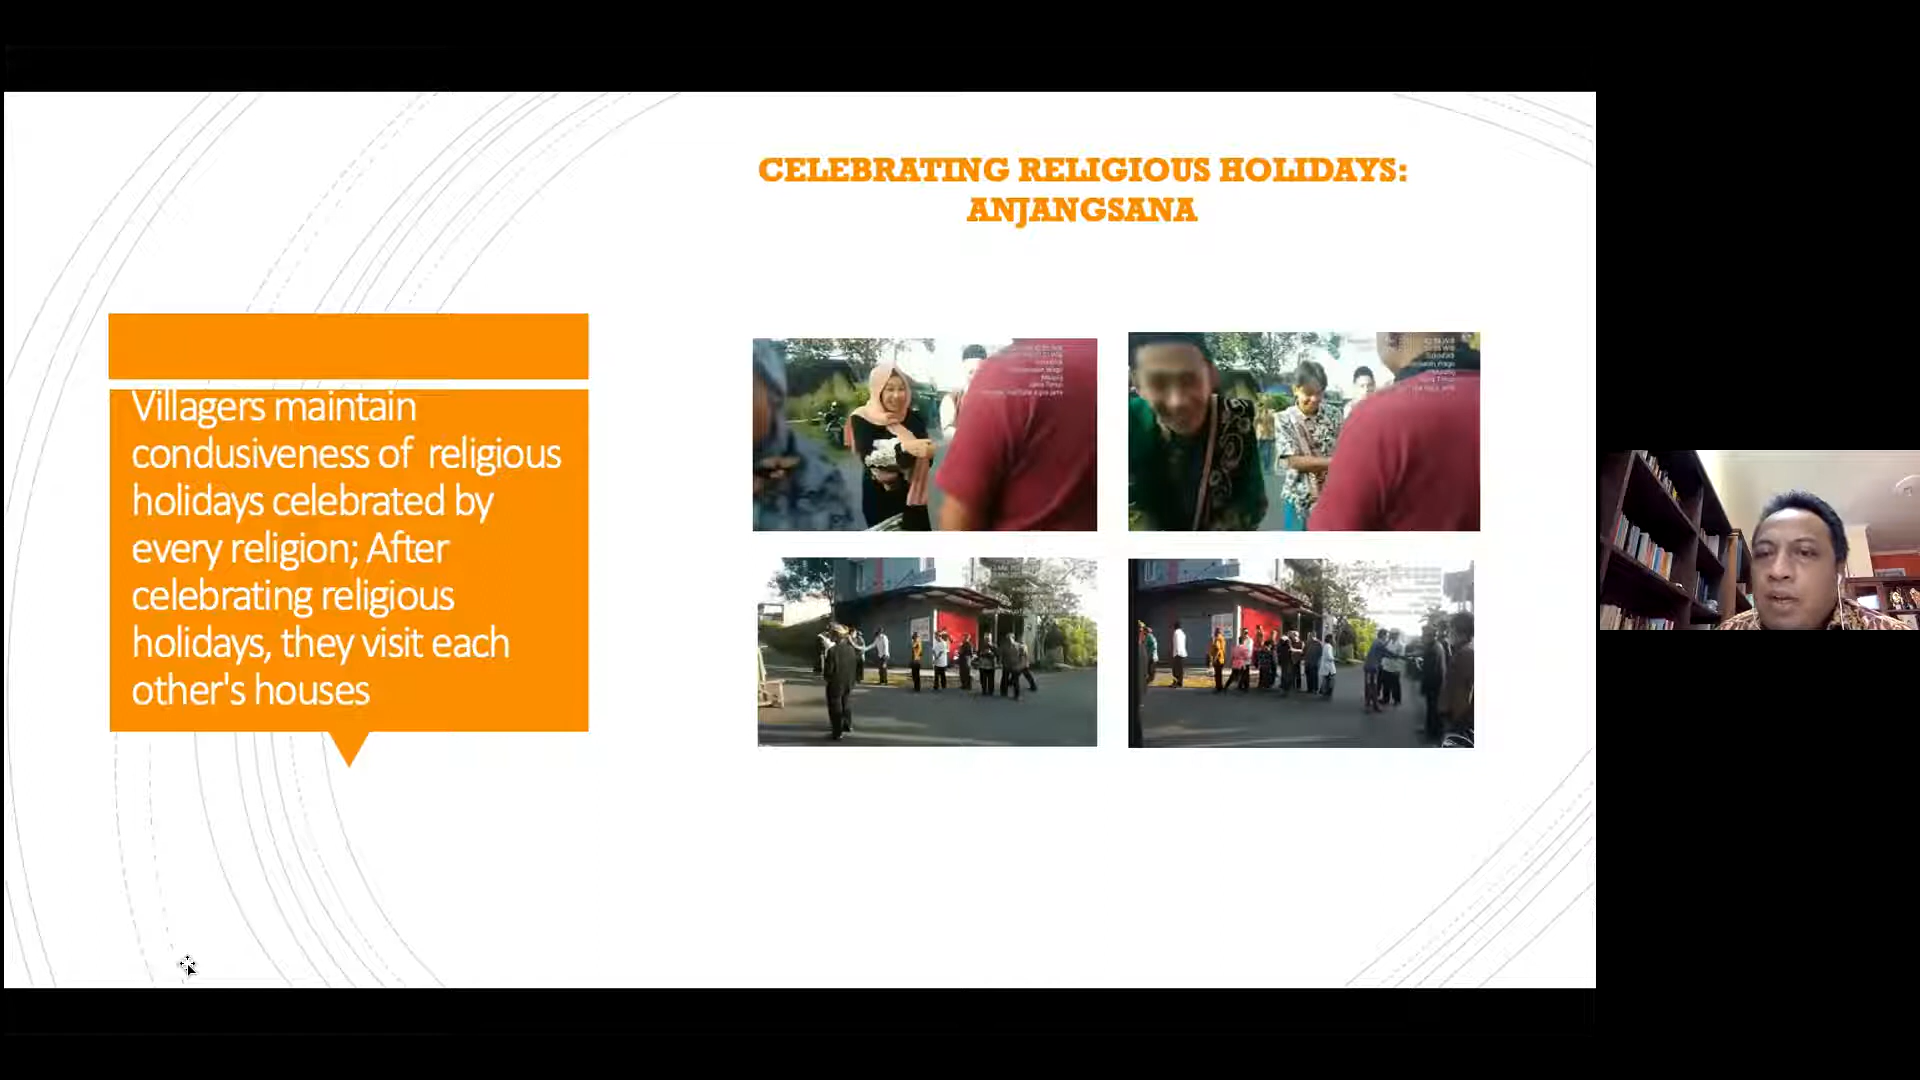 CELEBRATING RELIGIOUS HOLIDAYS:
ANJANGSANA
Villagers maintain
condusiveness of religious
holidays celebrated by
every religion; After
celebrating religious
holidays, they visit each
other's houses